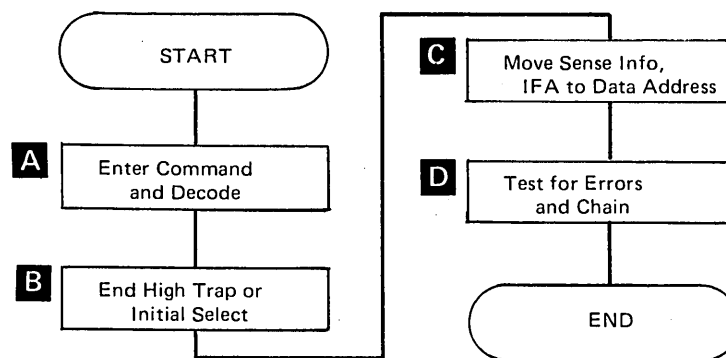 START
A
Enter Command
and Decode
B
End High Trap or
Initial Select
C
Move Sense Info,
IFA to Data Address
D
Test for Errors
and Chain
END